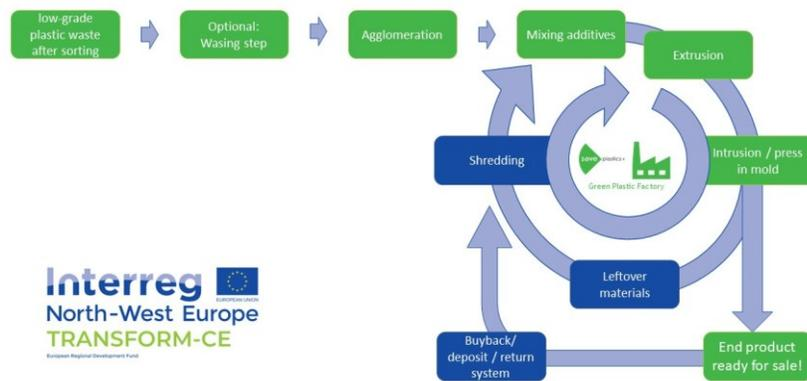 low-grade
plastic waste
after sorting
Optional:
Wasing step
Agglomeration
Mixing additives
Extrusion
Shredding
save plastics
Green Plastic Factory
Intrusion / press
in mold
Leftover
materials
Interreg
EUROPEAN UNION
North-West Europe
TRANSFORM-CE
European Regional Development Fund
Buyback/
deposit / return
system
End product
ready for sale!